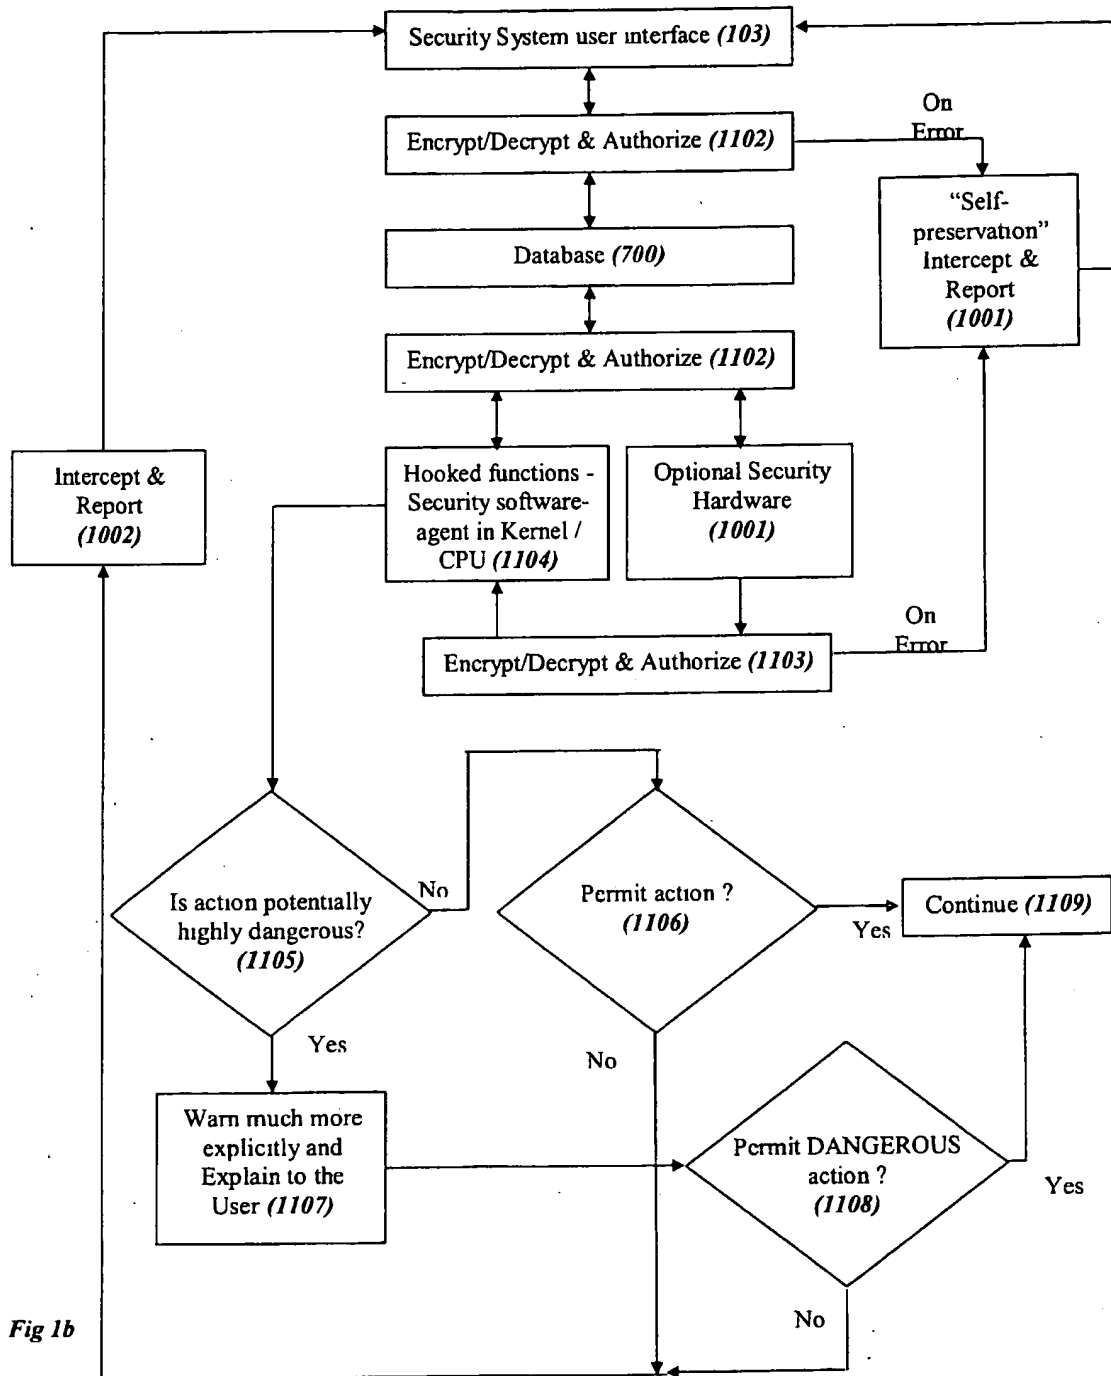 Security System user interface (103)
On
Error
Encrypt/Decrypt & Authorize (1102)
“Self-
preservation”
Intercept &
Report
(1001)
Database (700)
Encrypt/Decrypt & Authorize (1102)
Intercept &
Report
(1002)
Hooked functions -
Security software-
agent in Kernel /
CPU (1104)
Optional Security
Hardware
(1001)
On
Error
Encrypt/Decrypt & Authorize (1103)
Is action potentially
highly dangerous?
(1105)
No
Permit action ?
(1106)
Yes
Continue (1109)
Yes
No
Warn much more
explicitly and
Explain to the
User (1107)
Permit DANGEROUS
action ?
(1108)
Yes
No
Fig 1b